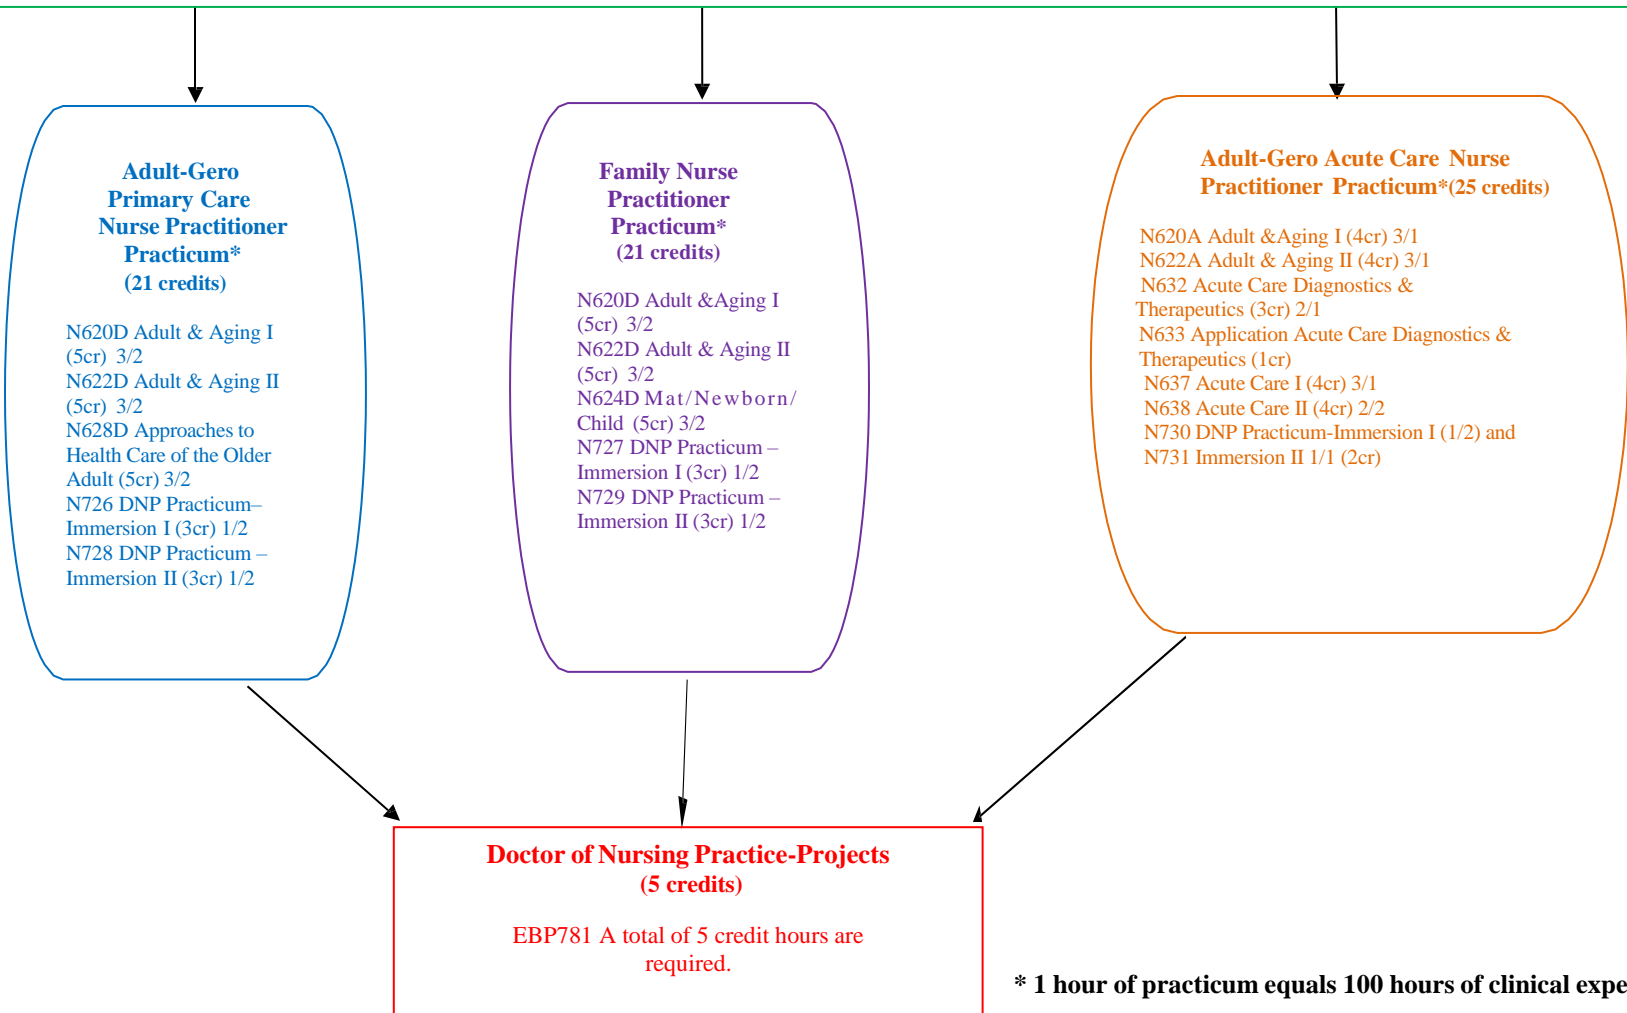 Adult-Gero
Primary Care
Nurse Practitioner
Practicum*
(21 credits)
N620D Adult & Aging I
(5cr) 3/2
N622D Adult & Aging II
(5cr) 3/2
N628D Approaches to
Health Care of the Older
Adult (5cr) 3/2
N726 DNP Practicum–
Immersion I (3cr) 1/2
N728 DNP Practicum –
Immersion II (3cr) 1/2
Family Nurse
Practitioner
Practicum*
(21 credits)
N620D Adult &Aging I
(5cr) 3/2
N622D Adult & Aging II
(5cr) 3/2
N624D Mat/Newborn/
Child (5cr) 3/2
N727 DNP Practicum –
Immersion I (3cr) 1/2
N729 DNP Practicum –
Immersion II (3cr) 1/2
Adult-Gero Acute Care Nurse
Practitioner Practicum*(25 credits)
N620A Adult &Aging I (4cr) 3/1
N622A Adult & Aging II (4cr) 3/1
N632 Acute Care Diagnostics &
Therapeutics (3cr) 2/1
N633 Application Acute Care Diagnostics &
Therapeutics (1cr)
N637 Acute Care I (4cr) 3/1
N638 Acute Care II (4cr) 2/2
N730 DNP Practicum-Immersion I (1/2) and
N731 Immersion II 1/1 (2cr)
Doctor of Nursing Practice-Projects
(5 credits)
EBP781 A total of 5 credit hours are
required.
* 1 hour of practicum equals 100 hours of clinical expe